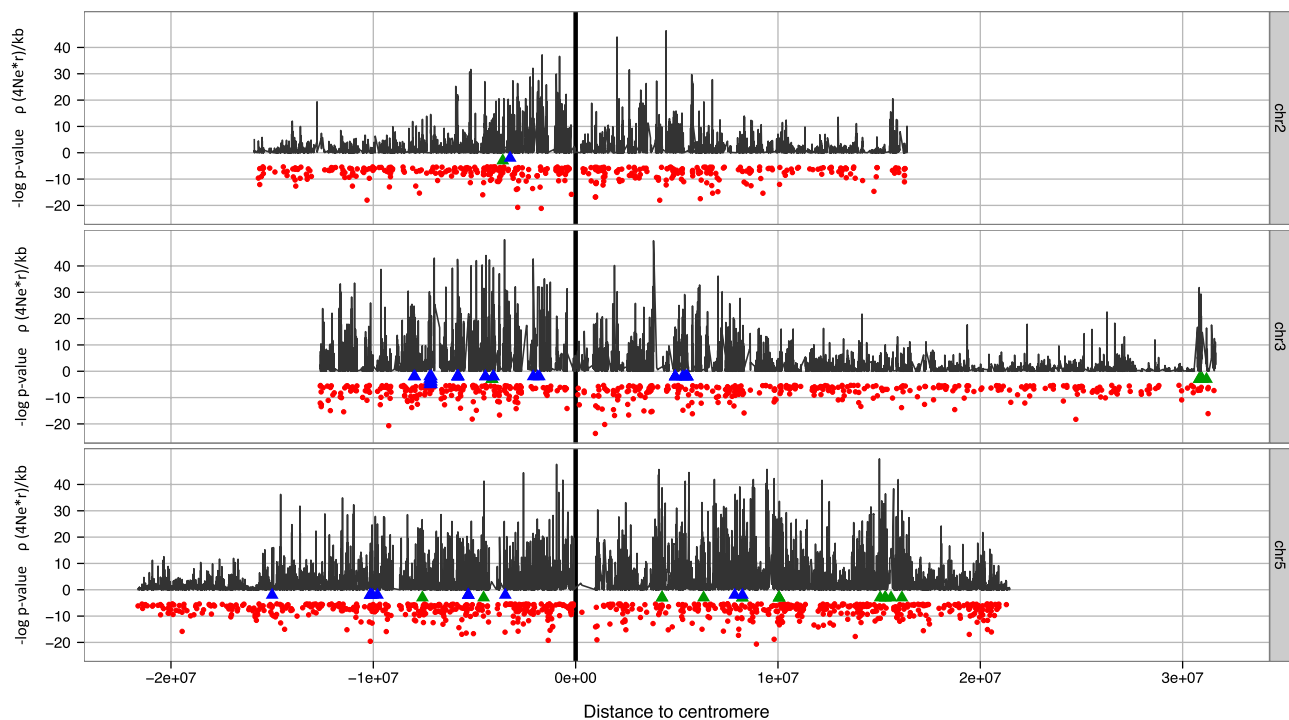 -log p-value ρ (4Ne*r)/kb
40
30
20
10
0
−10
−20
chr2
-log p-value ρ (4Ne*r)/kb
40
30
20
10
0
−10
−20
chr3
-log p-value ρ (4Ne*r)/kb
40
30
20
10
0
−10
−20
chr5
−2e+07 −1e+07 0e+00 1e+07 2e+07 3e+07
Distance to centromere